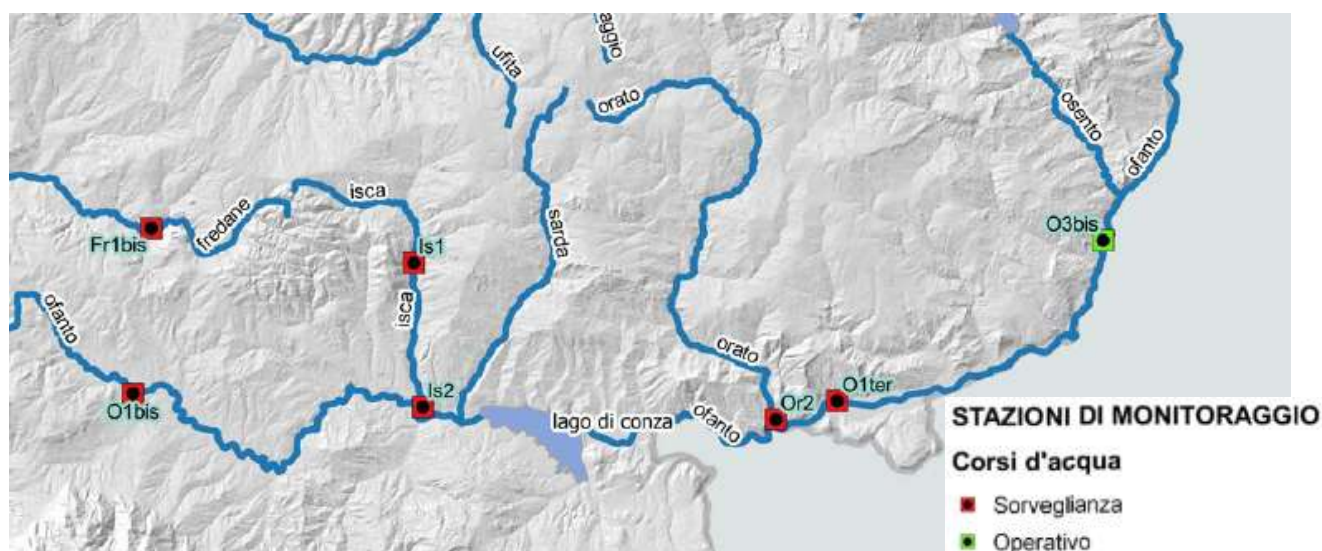 aggio
ufita
orato
osento
ofanto
isca
fredane
sarda
Fr1bis
Is1
O3bis
isca
ofanto
orato
O1bis
Is2
lago di conza
ofanto
Or2
O1ter
STAZIONI DI MONITORAGGIO
Corsi d'acqua
Sorveglianza
Operativo